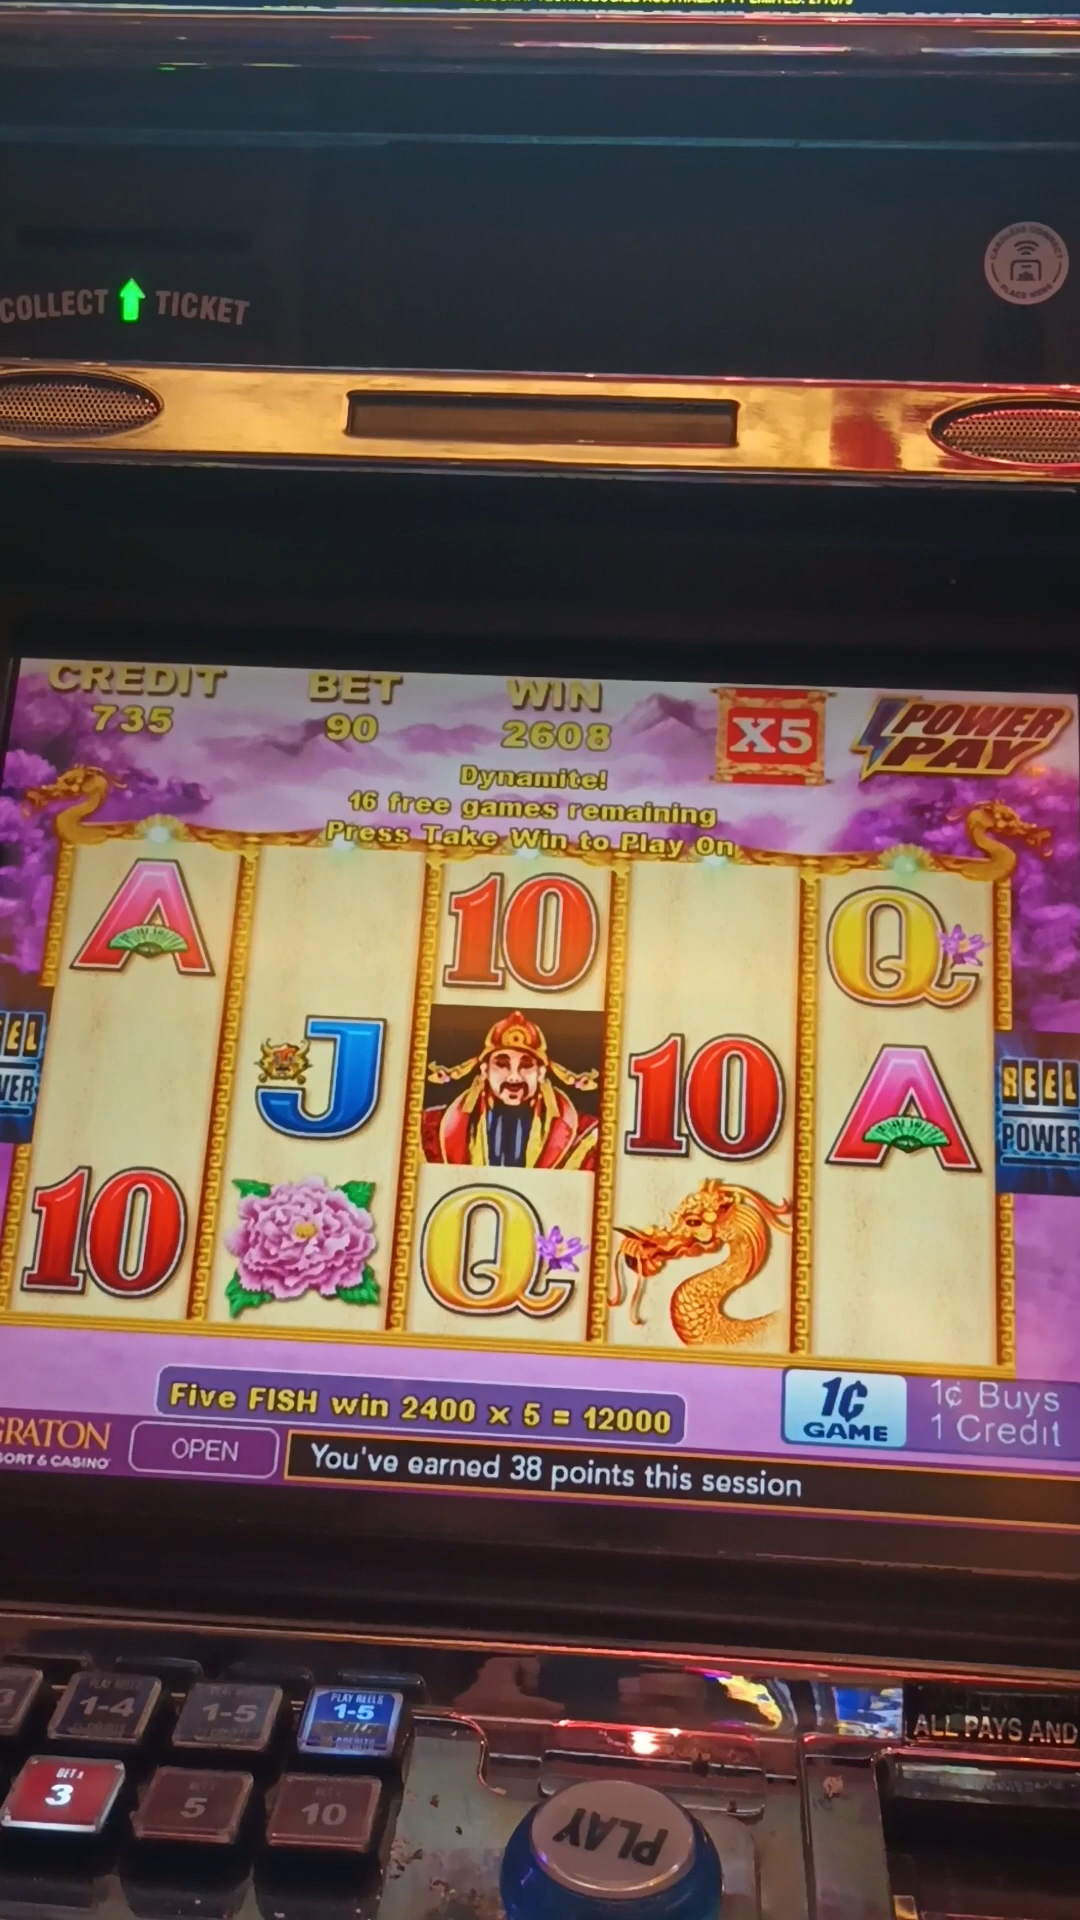 COLLECT TICKET
CREDIT BET WIN
735 90 2608
X5
POWER
PAY
Dynamite!
16 free games remaining
Press Take Win to Play On
A 10 Q
J 10 A
10 Q
REEL
POWER
Five FISH win 2400 x 5 = 12000
1¢
GAME
1¢ Buys
1 Credit
GRATON
OPEN
You've earned 38 points this session
1-4
1-5
PLAY REELS
1-5
BET
3
5
10
PLAY
ALL PAYS AND